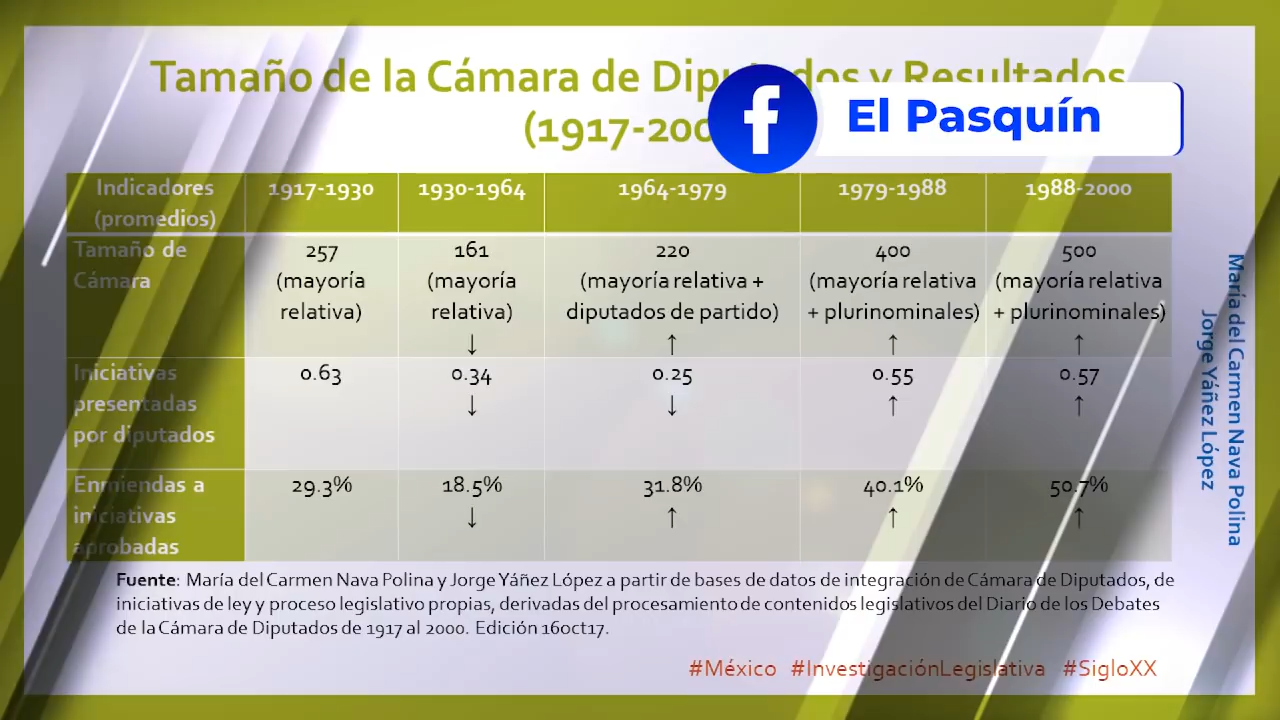 Tamaño de la Cámara de Diputados y Resultados
(1917-200
El Pasquín
Indicadores (promedios) 1917-1930 1930-1964 1964-1979 1979-1988 1988-2000
Tamaño de Cámara 257 (mayoría relativa) 161 (mayoría relativa) ↓ 220 (mayoría relativa + diputados de partido) ↑ 400 (mayoría relativa + plurinominales) ↑ 500 (mayoría relativa + plurinominales) ↑
Iniciativas presentadas por diputados 0.63 0.34 ↓ 0.25 ↓ 0.55 ↑ 0.57 ↑
Enmiendas a iniciativas aprobadas 29.3% 18.5% ↓ 31.8% ↑ 40.1% ↑ 50.7% ↑
Fuente: María del Carmen Nava Polina y Jorge Yáñez López a partir de bases de datos de integración de Cámara de Diputados, de
iniciativas de ley y proceso legislativo propias, derivadas del procesamiento de contenidos legislativos del Diario de los Debates
de la Cámara de Diputados de 1917 al 2000. Edición 16oct17.
#México #InvestigaciónLegislativa #SigloXX
María del Carmen Nava Polina
Jorge Yáñez López